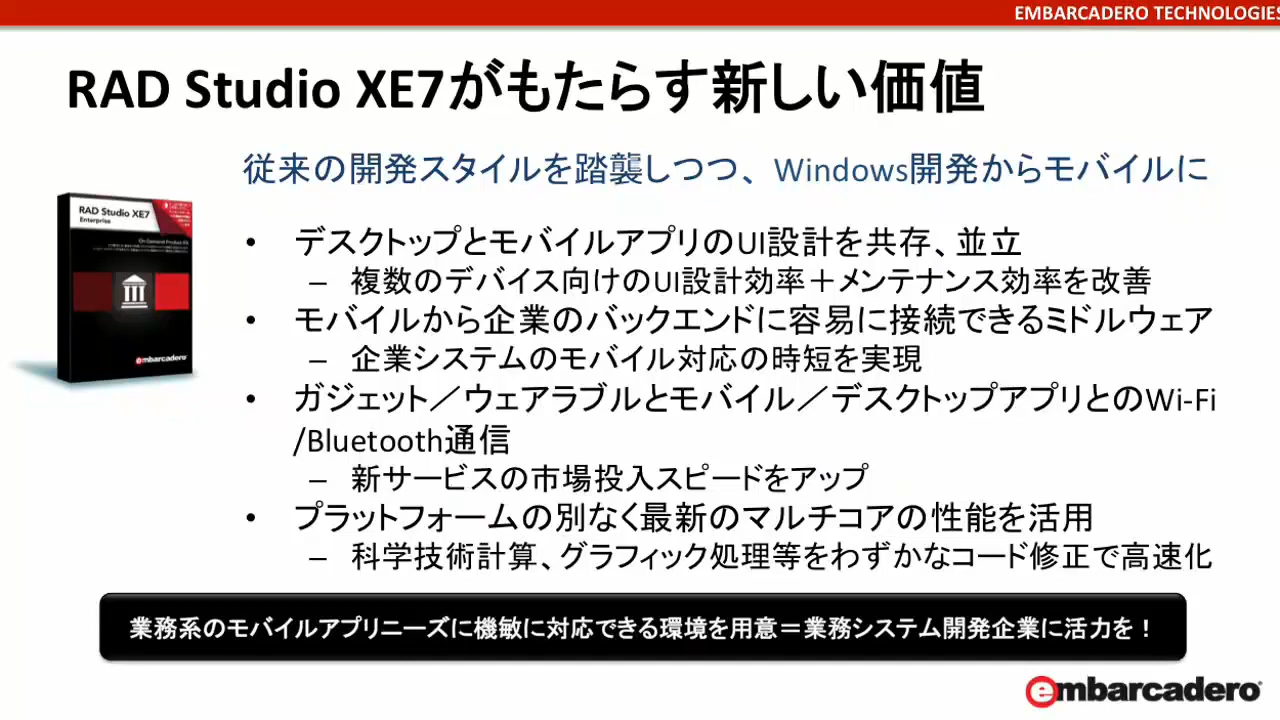 EMBARCADERO TECHNOLOGIES
RAD Studio XE7がもたらす新しい価値
従来の開発スタイルを踏襲しつつ、Windows開発からモバイルに
RAD Studio XE7
Enterprise
On-Demand Product Kit
embarcadero
• デスクトップとモバイルアプリのUI設計を共存、並立
– 複数のデバイス向けのUI設計効率＋メンテナンス効率を改善
• モバイルから企業のバックエンドに容易に接続できるミドルウェア
– 企業システムのモバイル対応の時短を実現
• ガジェット／ウェアラブルとモバイル／デスクトップアプリとのWi-Fi
/Bluetooth通信
– 新サービスの市場投入スピードをアップ
• プラットフォームの別なく最新のマルチコアの性能を活用
– 科学技術計算、グラフィック処理等をわずかなコード修正で高速化
業務系のモバイルアプリニーズに機敏に対応できる環境を用意＝業務システム開発企業に活力を！
embarcadero